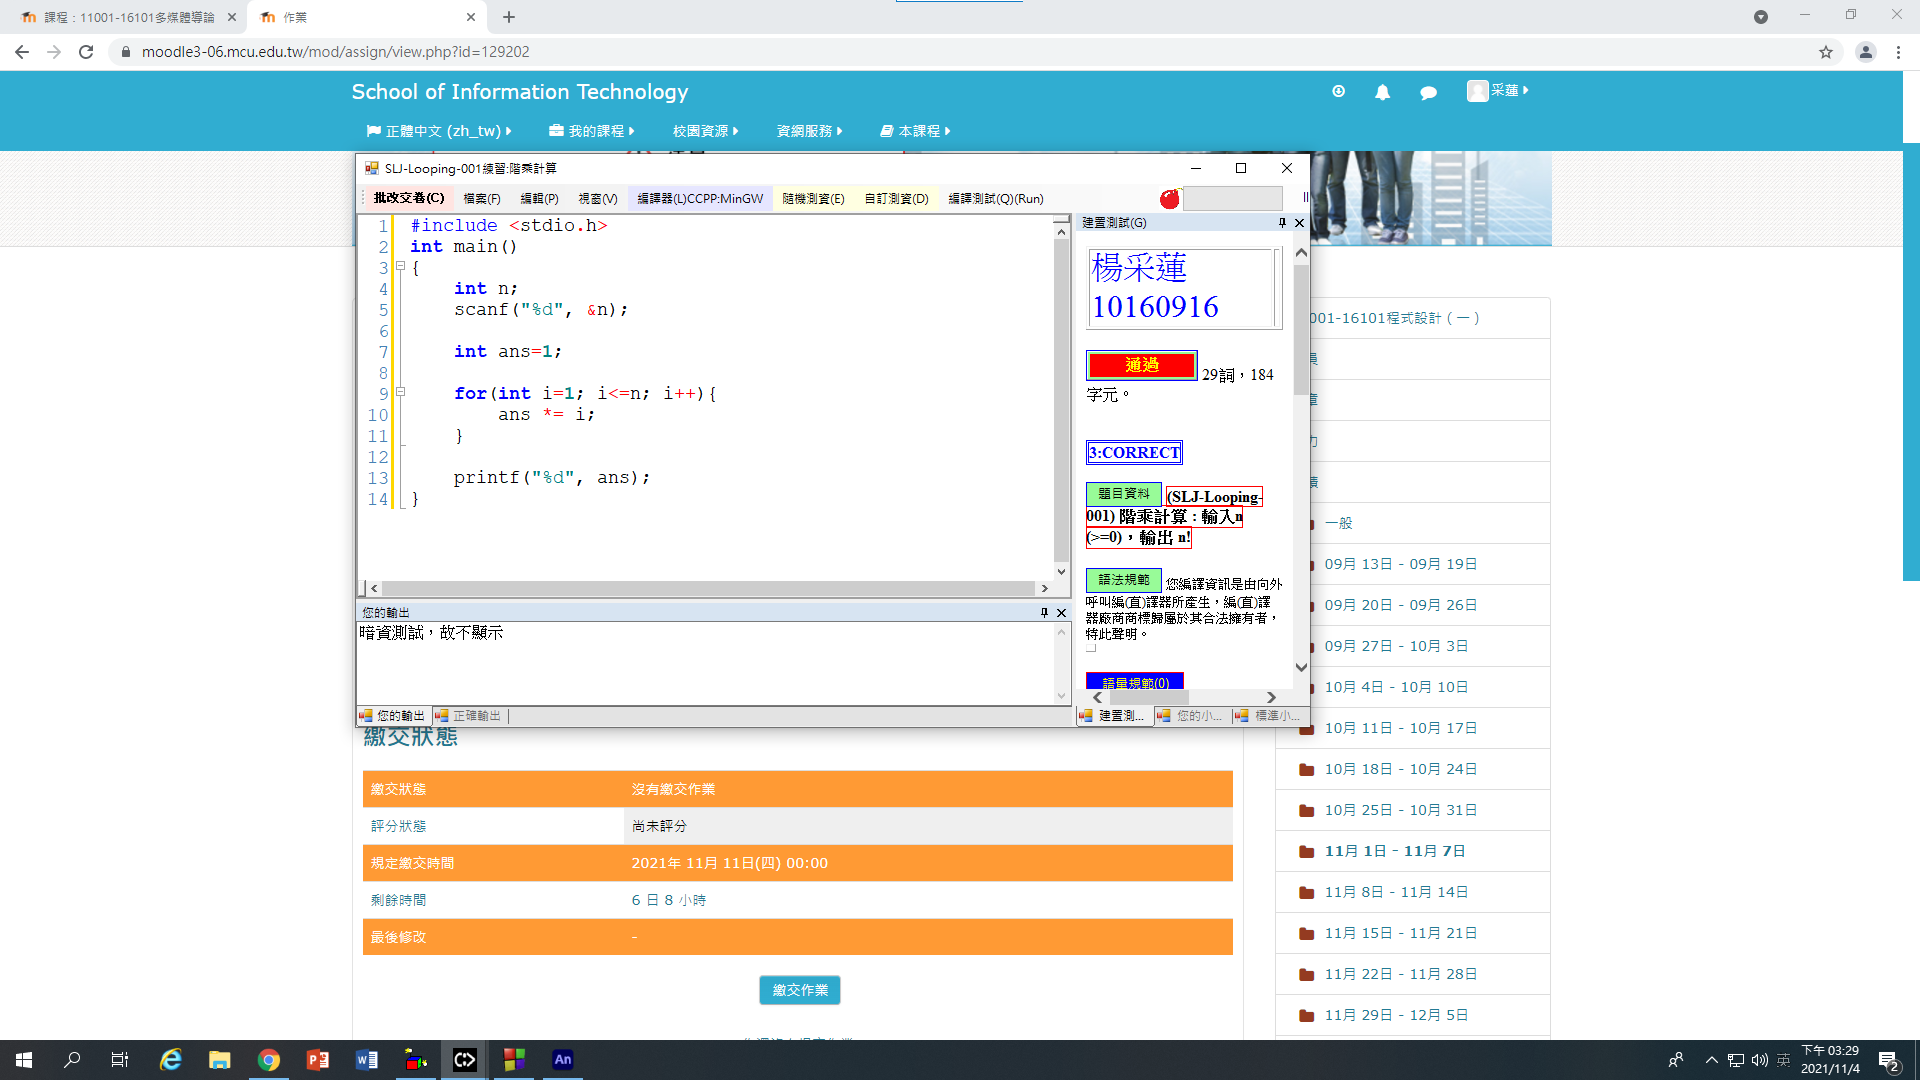 課程：11001-16101多媒體導論
作業
moodle3-06.mcu.edu.tw/mod/assign/view.php?id=129202
School of Information Technology
采蓮
正體中文 (zh_tw)
我的課程
校園資源
資網服務
本課程
SLJ-Looping-001練習:階乘計算
批改交卷(C)
檔案(F)
編輯(P)
視窗(V)
編譯器(L)CCPP:MinGW
隨機測資(E)
自訂測資(D)
編譯測試(Q)(Run)
1 #include <stdio.h>
2 int main()
3 {
4 int n;
5 scanf("%d", &n);
6
7 int ans=1;
8
9 for(int i=1; i<=n; i++){
10 ans *= i;
11 }
12
13 printf("%d", ans);
14 }
建置測試(G)
楊采蓮
10160916
通過 29詞，184
字元。
3:CORRECT
題目資料 (SLJ-Looping-
001) 階乘計算 : 輸入n
(>=0)，輸出 n!
語法規範 您編譯資訊是由向外
呼叫編(直)譯器所產生，編(直)譯
器廠商商標歸屬於其合法擁有者，
特此聲明。
語量規範(0)
建置測...
您的小...
標準小...
您的輸出
暗資測試，故不顯示
您的輸出
正確輸出
繳交狀態
繳交狀態 沒有繳交作業
評分狀態 尚未評分
規定繳交時間 2021年 11月 11日(四) 00:00
剩餘時間 6 日 8 小時
最後修改 -
繳交作業
001-16101程式設計 ( 一 )
一般
09月 13日 - 09月 19日
09月 20日 - 09月 26日
09月 27日 - 10月 3日
10月 4日 - 10月 10日
10月 11日 - 10月 17日
10月 18日 - 10月 24日
10月 25日 - 10月 31日
11月 1日 - 11月 7日
11月 8日 - 11月 14日
11月 15日 - 11月 21日
11月 22日 - 11月 28日
11月 29日 - 12月 5日
An
英
下午 03:29
2021/11/4
2